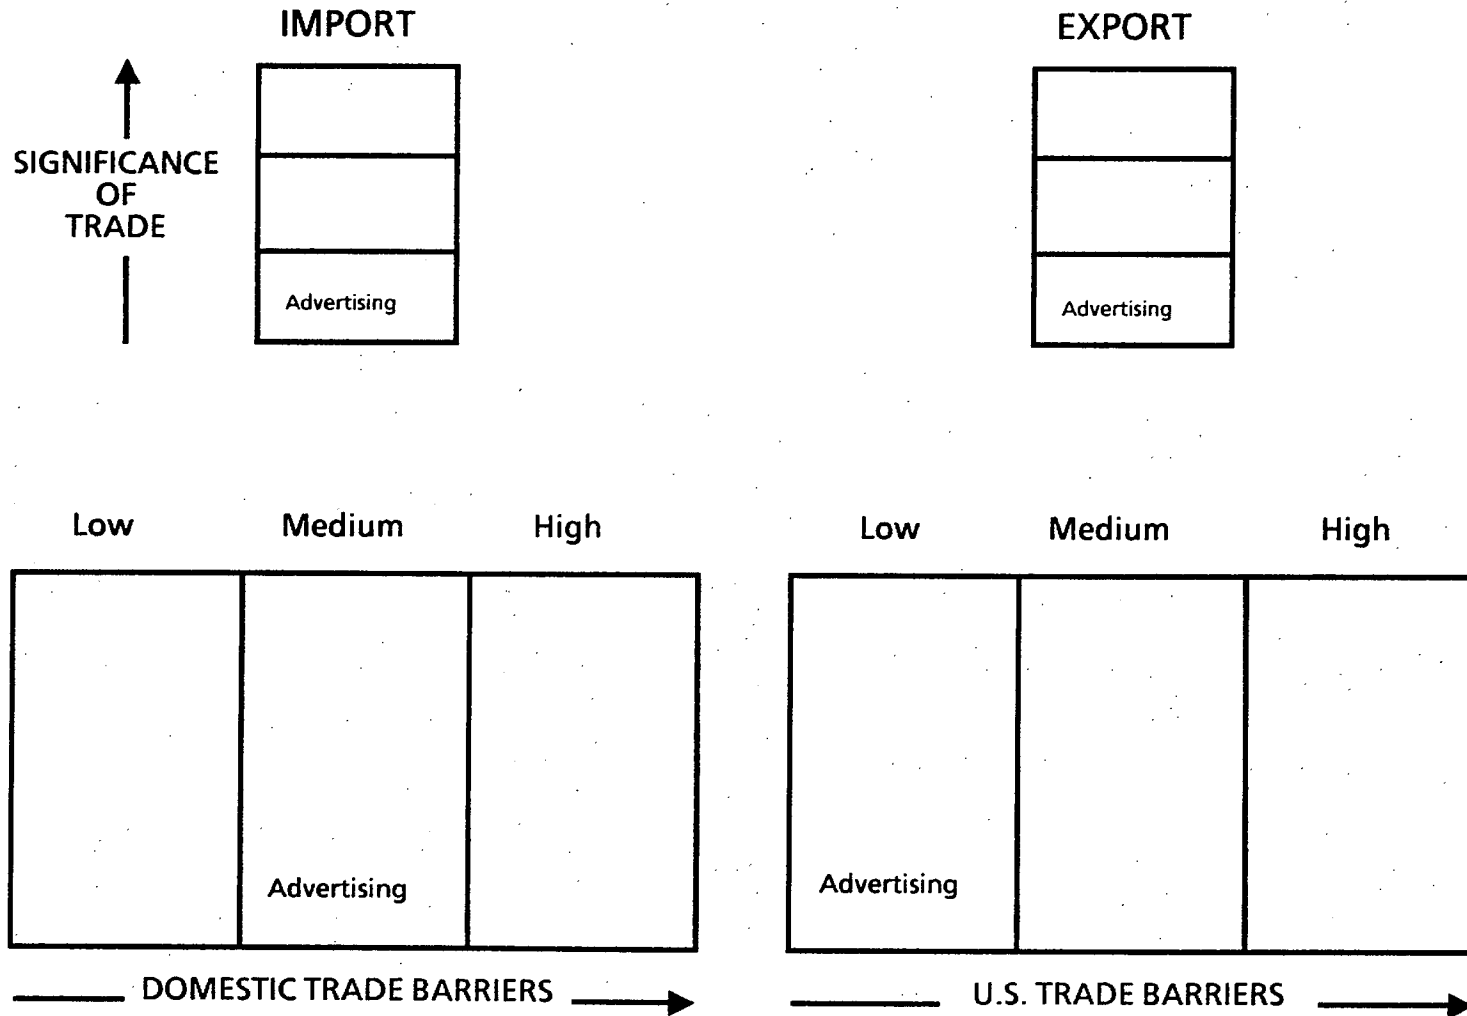 IMPORT
EXPORT
SIGNIFICANCE
OF
TRADE
Advertising
Advertising
Low Medium High
Low Medium High
Advertising
Advertising
DOMESTIC TRADE BARRIERS
U.S. TRADE BARRIERS